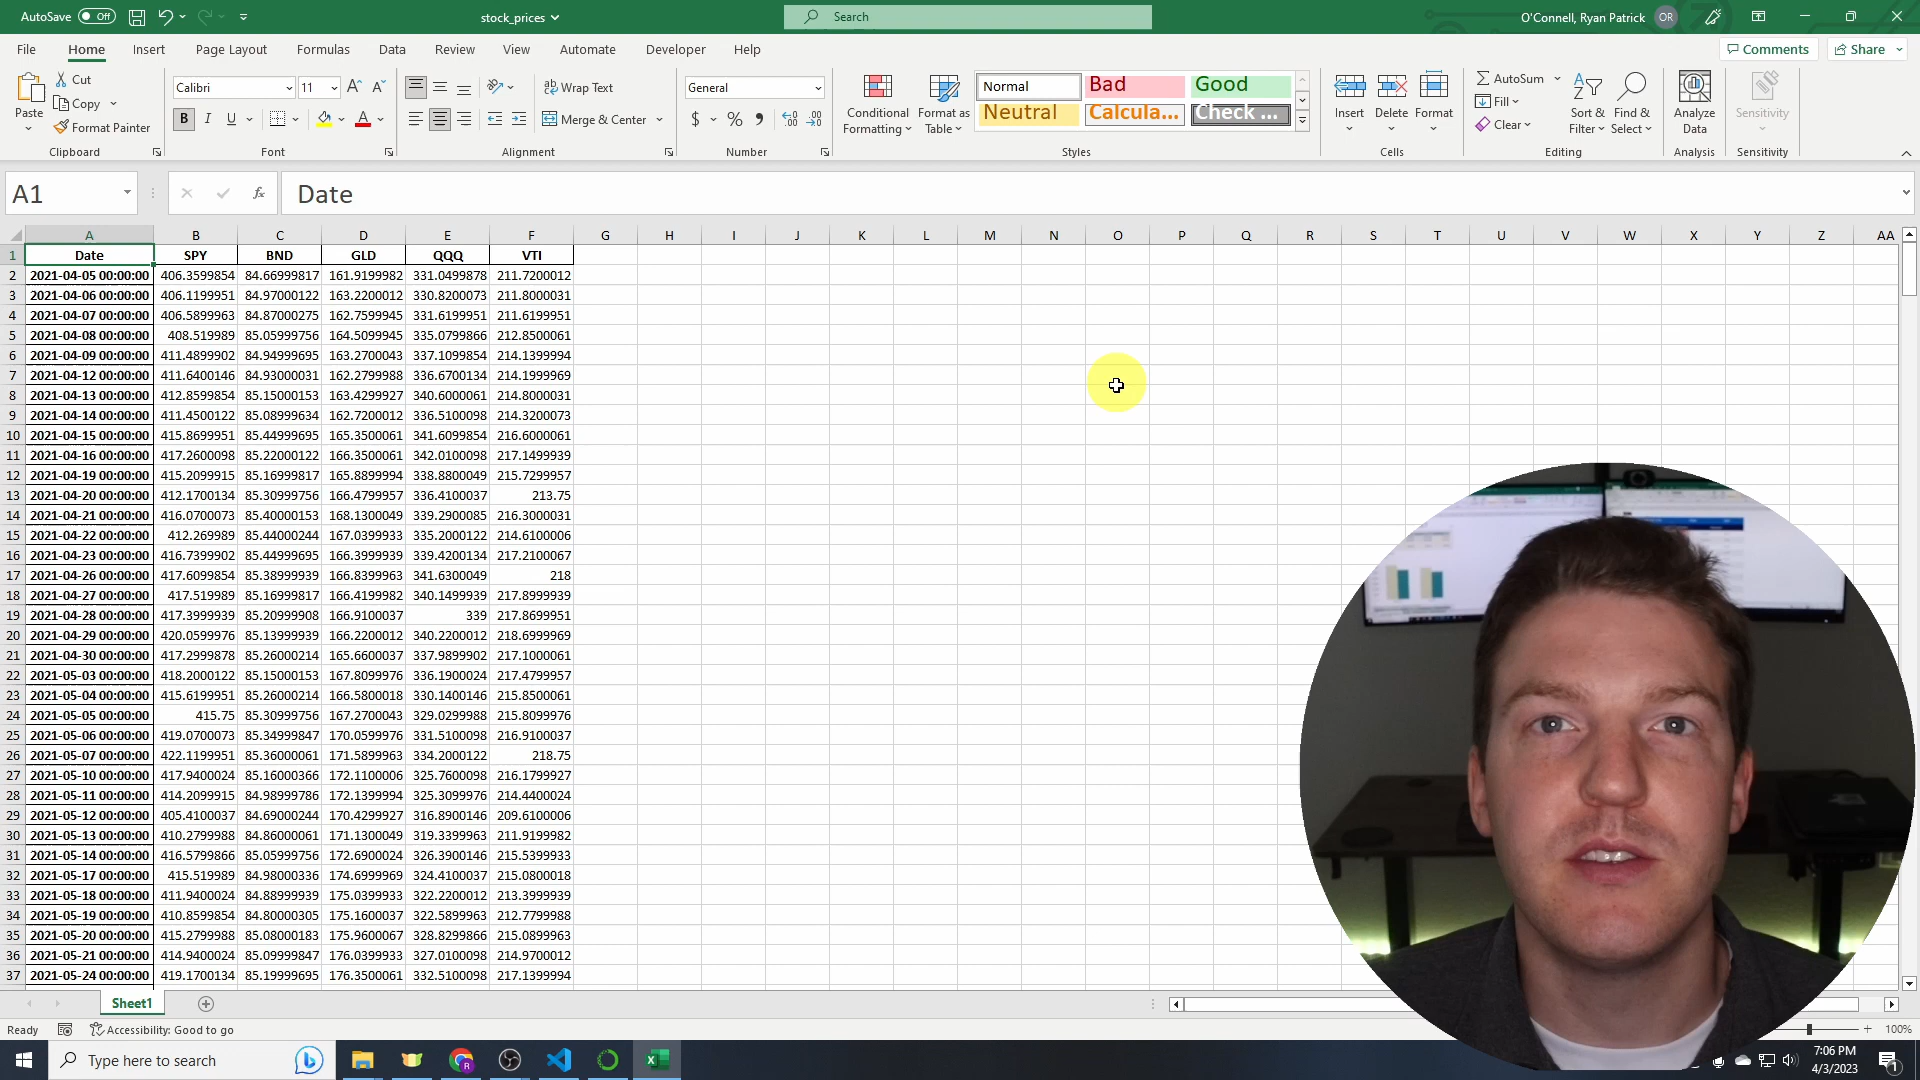 AutoSave Off stock_prices Search O'Connell, Ryan Patrick OR
File Home Insert Page Layout Formulas Data Review View Automate Developer Help Comments Share
Paste Cut Copy Format Painter Clipboard
Calibri 11 B I U A Font
Wrap Text Merge & Center Alignment
General $ % Number
Conditional Formatting Format as Table Normal Bad Good Neutral Calcula... Check ... Styles
Insert Delete Format Cells
AutoSum Fill Clear Sort & Filter Find & Select Editing
Analyze Data Analysis
Sensitivity Sensitivity
A1 fx Date
A B C D E F G H I J K L M N O P Q R S T U V W X Y Z AA
1 Date SPY BND GLD QQQ VTI
2 2021-04-05 00:00:00 406.3599854 84.66999817 161.9199982 331.0499878 211.7200012
3 2021-04-06 00:00:00 406.1199951 84.97000122 163.2200012 330.8200073 211.8000031
4 2021-04-07 00:00:00 406.5899963 84.87000275 162.7599945 331.6199951 211.6199951
5 2021-04-08 00:00:00 408.519989 85.05999756 164.5099945 335.0799866 212.8500061
6 2021-04-09 00:00:00 411.4899902 84.94999695 163.2700043 337.1099854 214.1399994
7 2021-04-12 00:00:00 411.6400146 84.93000031 162.2799988 336.6700134 214.1999969
8 2021-04-13 00:00:00 412.8599854 85.15000153 163.4299927 340.6000061 214.8000031
9 2021-04-14 00:00:00 411.4500122 85.08999634 162.7200012 336.5100098 214.3200073
10 2021-04-15 00:00:00 415.8699951 85.44999695 165.3500061 341.6099854 216.6000061
11 2021-04-16 00:00:00 417.2600098 85.22000122 166.3500061 342.0100098 217.1499939
12 2021-04-19 00:00:00 415.2099915 85.16999817 165.8899994 338.8800049 215.7299957
13 2021-04-20 00:00:00 412.1700134 85.30999756 166.4799957 336.4100037 213.75
14 2021-04-21 00:00:00 416.0700073 85.40000153 168.1300049 339.2900085 216.3000031
15 2021-04-22 00:00:00 412.269989 85.44000244 167.0399933 335.2000122 214.6100006
16 2021-04-23 00:00:00 416.7399902 85.44999695 166.3999939 339.4200134 217.2100067
17 2021-04-26 00:00:00 417.6099854 85.38999939 166.8399963 341.6300049 218
18 2021-04-27 00:00:00 417.519989 85.16999817 166.4199982 340.1499939 217.8999939
19 2021-04-28 00:00:00 417.3999939 85.20999908 166.9100037 339 217.8699951
20 2021-04-29 00:00:00 420.0599976 85.13999939 166.2200012 340.2200012 218.6999969
21 2021-04-30 00:00:00 417.2999878 85.26000214 165.6600037 337.9899902 217.1000061
22 2021-05-03 00:00:00 418.2000122 85.15000153 167.8099976 336.1900024 217.4799957
23 2021-05-04 00:00:00 415.6199951 85.26000214 166.5800018 330.1400146 215.8500061
24 2021-05-05 00:00:00 415.75 85.30999756 167.2700043 329.0299988 215.8099976
25 2021-05-06 00:00:00 419.0700073 85.34999847 170.0599976 331.5100098 216.9100037
26 2021-05-07 00:00:00 422.1199951 85.36000061 171.5899963 334.2000122 218.75
27 2021-05-10 00:00:00 417.9400024 85.16000366 172.1100006 325.7600098 216.1799927
28 2021-05-11 00:00:00 414.2099915 84.98999786 172.1399994 325.3099976 214.4400024
29 2021-05-12 00:00:00 405.4100037 84.69000244 170.4299927 316.8900146 209.6100006
30 2021-05-13 00:00:00 410.2799988 84.86000061 171.1300049 319.3399963 211.9199982
31 2021-05-14 00:00:00 416.5799866 85.05999756 172.6900024 326.3900146 215.5399933
32 2021-05-17 00:00:00 415.519989 84.98000336 174.6999969 324.4100037 215.0800018
33 2021-05-18 00:00:00 411.9400024 84.88999939 175.0399933 322.2200012 213.3999939
34 2021-05-19 00:00:00 410.8599854 84.80000305 175.1600037 322.5899963 212.7799988
35 2021-05-20 00:00:00 415.2799988 85.08000183 175.9600067 328.8299866 215.0899963
36 2021-05-21 00:00:00 414.9400024 85.09999847 176.0399933 327.0100098 214.9700012
37 2021-05-24 00:00:00 419.1700134 85.19999695 176.3500061 332.5100098 217.1399994
Sheet1
Ready Accessibility: Good to go 100%
Type here to search 7:06 PM
4/3/2023 1